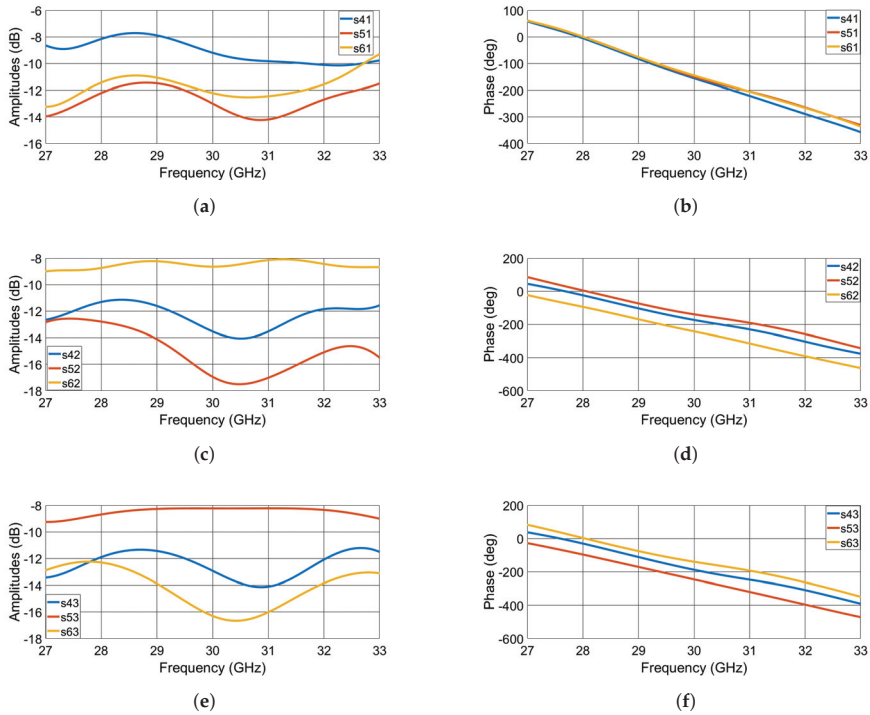 -6
-8
-10
-12
-14
-16
Amplitudes (dB)
s41
s51
s61
27 28 29 30 31 32 33
Frequency (GHz)
(a)
100
0
-100
-200
-300
-400
Phase (deg)
s41
s51
s61
27 28 29 30 31 32 33
Frequency (GHz)
(b)
-8
-10
-12
-14
-16
-18
Amplitudes (dB)
s42
s52
s62
27 28 29 30 31 32 33
Frequency (GHz)
(c)
200
0
-200
-400
-600
Phase (deg)
s42
s52
s62
27 28 29 30 31 32 33
Frequency (GHz)
(d)
-8
-10
-12
-14
-16
-18
Amplitudes (dB)
s43
s53
s63
27 28 29 30 31 32 33
Frequency (GHz)
(e)
200
0
-200
-400
-600
Phase (deg)
s43
s53
s63
27 28 29 30 31 32 33
Frequency (GHz)
(f)